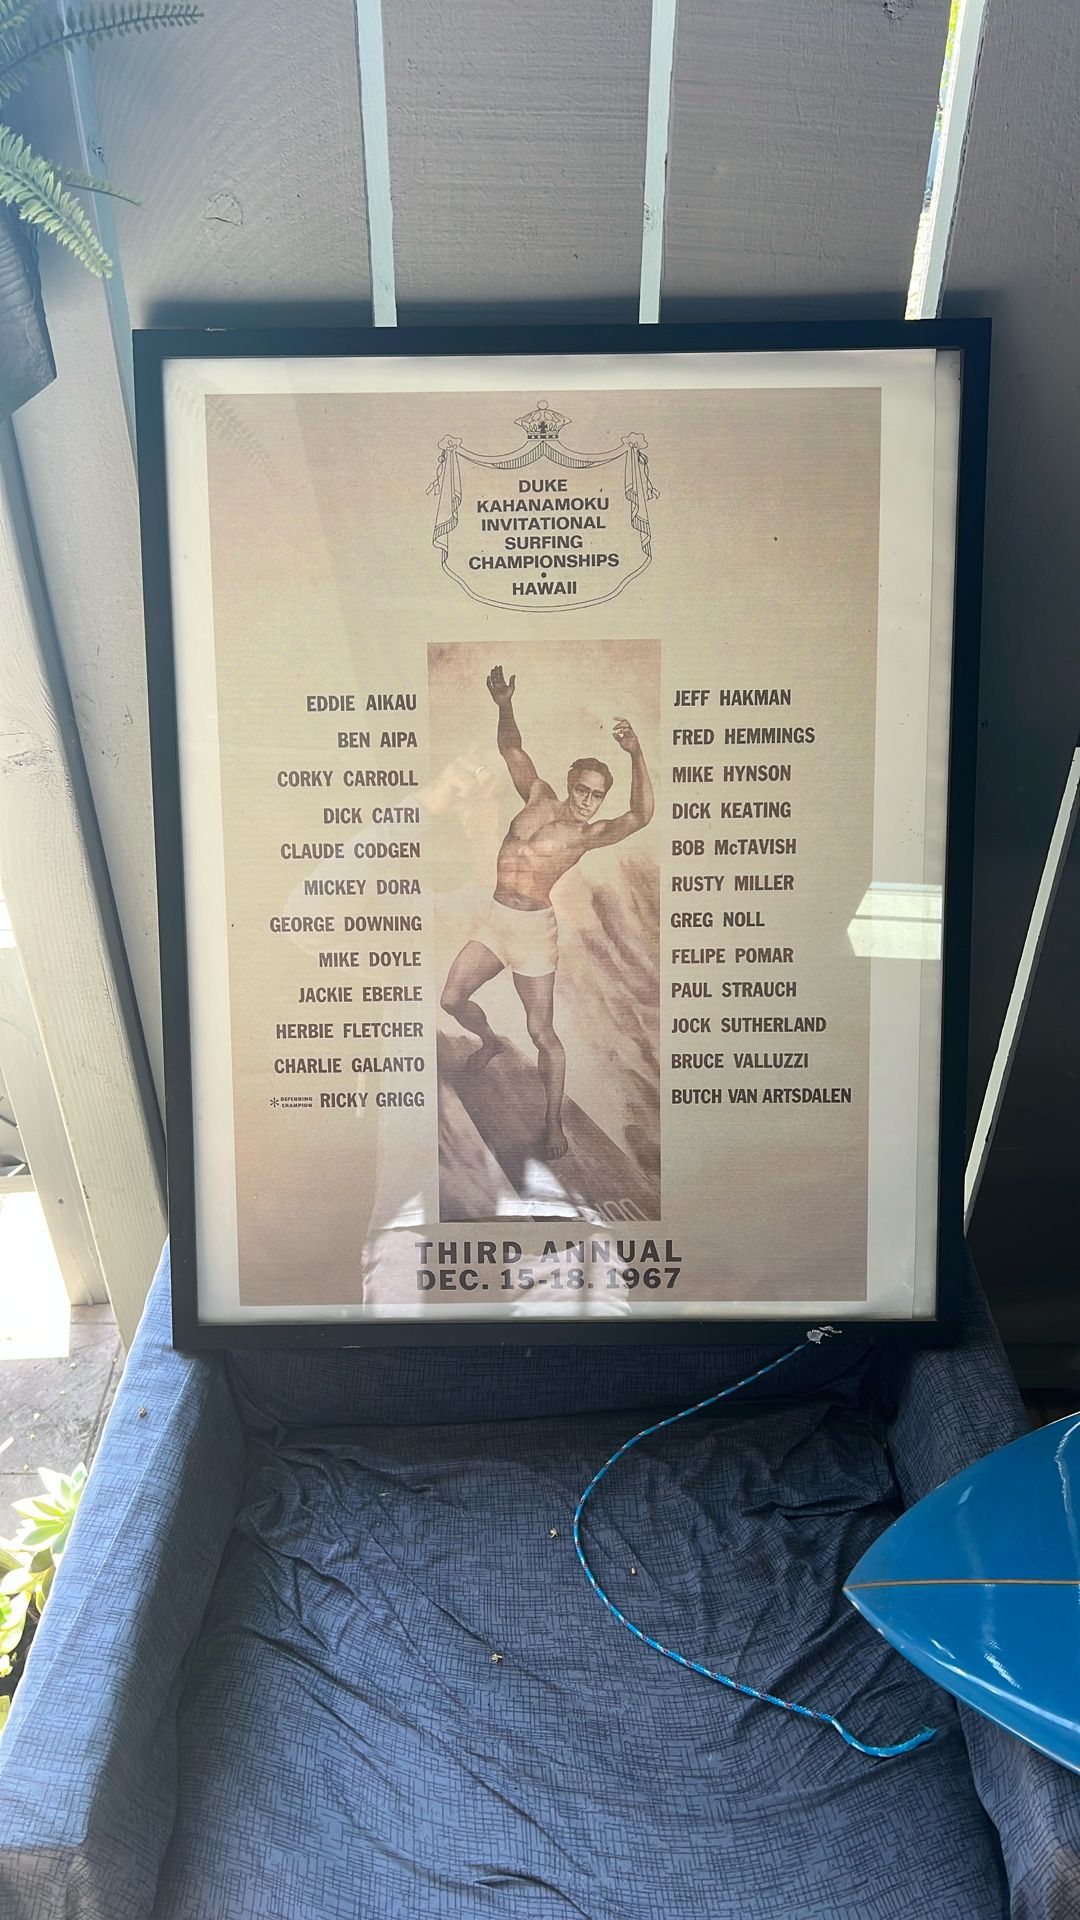 DUKE
KAHANAMOKU
INVITATIONAL
SURFING
CHAMPIONSHIPS
•
HAWAII
EDDIE AIKAU
BEN AIPA
CORKY CARROLL
DICK CATRI
CLAUDE CODGEN
MICKEY DORA
GEORGE DOWNING
MIKE DOYLE
JACKIE EBERLE
HERBIE FLETCHER
CHARLIE GALANTO
* DEFENDING CHAMPION RICKY GRIGG
JEFF HAKMAN
FRED HEMMINGS
MIKE HYNSON
DICK KEATING
BOB McTAVISH
RUSTY MILLER
GREG NOLL
FELIPE POMAR
PAUL STRAUCH
JOCK SUTHERLAND
BRUCE VALLUZZI
BUTCH VAN ARTSDALEN
THIRD ANNUAL
DEC. 15-18. 1967